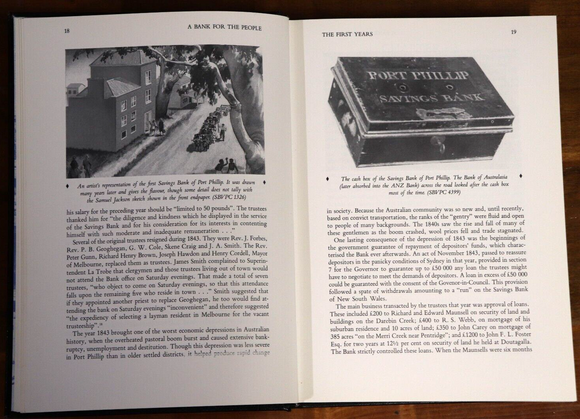 18
A BANK FOR THE PEOPLE
An artist's representation of the first Savings Bank of Port Phillip. It was drawn
many years later and gives the flavour, though some detail does not tally with
the Samuel Jackson sketch shown in the front endpaper. (SBV PC 1326)
his salary for the preceding year should be "limited to 50 pounds". The trustees
thanked him for "the diligence and kindness which he displayed in the service
of the Savings Bank and for his consideration for its interests in contenting
himself with such moderate and inadequate remuneration . . ."
Several of the original trustees resigned during 1843. They were Rev. J. Forbes,
Rev. P. B. Geoghegan, G. W. Cole, Skene Craig and J. A. Smith. The Rev.
Peter Gunn, Richard Henry Browen, Joseph Hawdon and Henry Condell, Mayor
of Melbourne, replaced them as trustees. James Smith complained to Superinten-
dent La Trobe that clergymen and those trustees living out of town would
not attend the Bank office on Saturday evenings. That made a total of seven
trustees, "who object to come on Saturday evenings, so that this attendance
falls upon the remaining five who reside in town". . . . Smith suggested that
if they appointed another priest to replace Geoghegan, he too would find at-
tending the bank on Saturday evenings "inconvenient" and therefore suggested
"the expediency of selecting a layman resident in Melbourne for the vacant
trusteeship".
The year 1843 brought one of the worst economic depressions in Australian
history, when the overheated pastoral boom burst and caused extensive bank-
ruptcy, unemployment and destitution. Though this depression was less severe
in Port Phillip than in older settled districts, it helped produce rapid change
THE FIRST YEARS
19
PORT PHILLIP
SAVINGS BANK
The cash box of the Savings Bank of Port Phillip. The Bank of Australasia
(later absorbed into the ANZ Bank) across the road looked after the cash box
most of the time. (SBV PC 4399)
in society. Because the Australian community was so new and, until recently,
based on convict transportation, the ranks of the "gentry" were fluid and open
to people of many backgrounds. The 1840s saw the rise and fall of many of
these gentlemen as the boom crashed, wool prices fell and trade stagnated.
One lasting consequence of the depression of 1843 was the beginnings of
the government guarantee of repayment of depositors' funds, which charac-
terised the Bank ever afterwards. An act of November 1843, passed to reassure
depositors in the panicky conditions of Sydney in that year, provided in section
7 for the Governor to guarantee up to £30 000 any loan the trustees might
have to negotiate to meet the demands of depositors. A loan in excess of £30 000
could be guaranteed with the consent of the Governor-in-Council. This provision
followed a spate of withdrawals amounting to a "run" on the Savings Bank
of New South Wales.
The main business transacted by the trustees that year was approval of loans.
These included £200 to Richard and Edward Maunsell on security of land and
buildings on the Darebin Creek; £400 to R. S. Webb, on mortgage of his
suburban residence and 10 acres of land; £350 to John Carey on mortgage of
385 acres "on the Merri Creek near Pentridge"; and £1200 to John F. L. Foster
Esq. for two years at 12½ per cent on security of land he held at Doutagalla.
The Bank strictly controlled these loans. When the Maunsells were six months